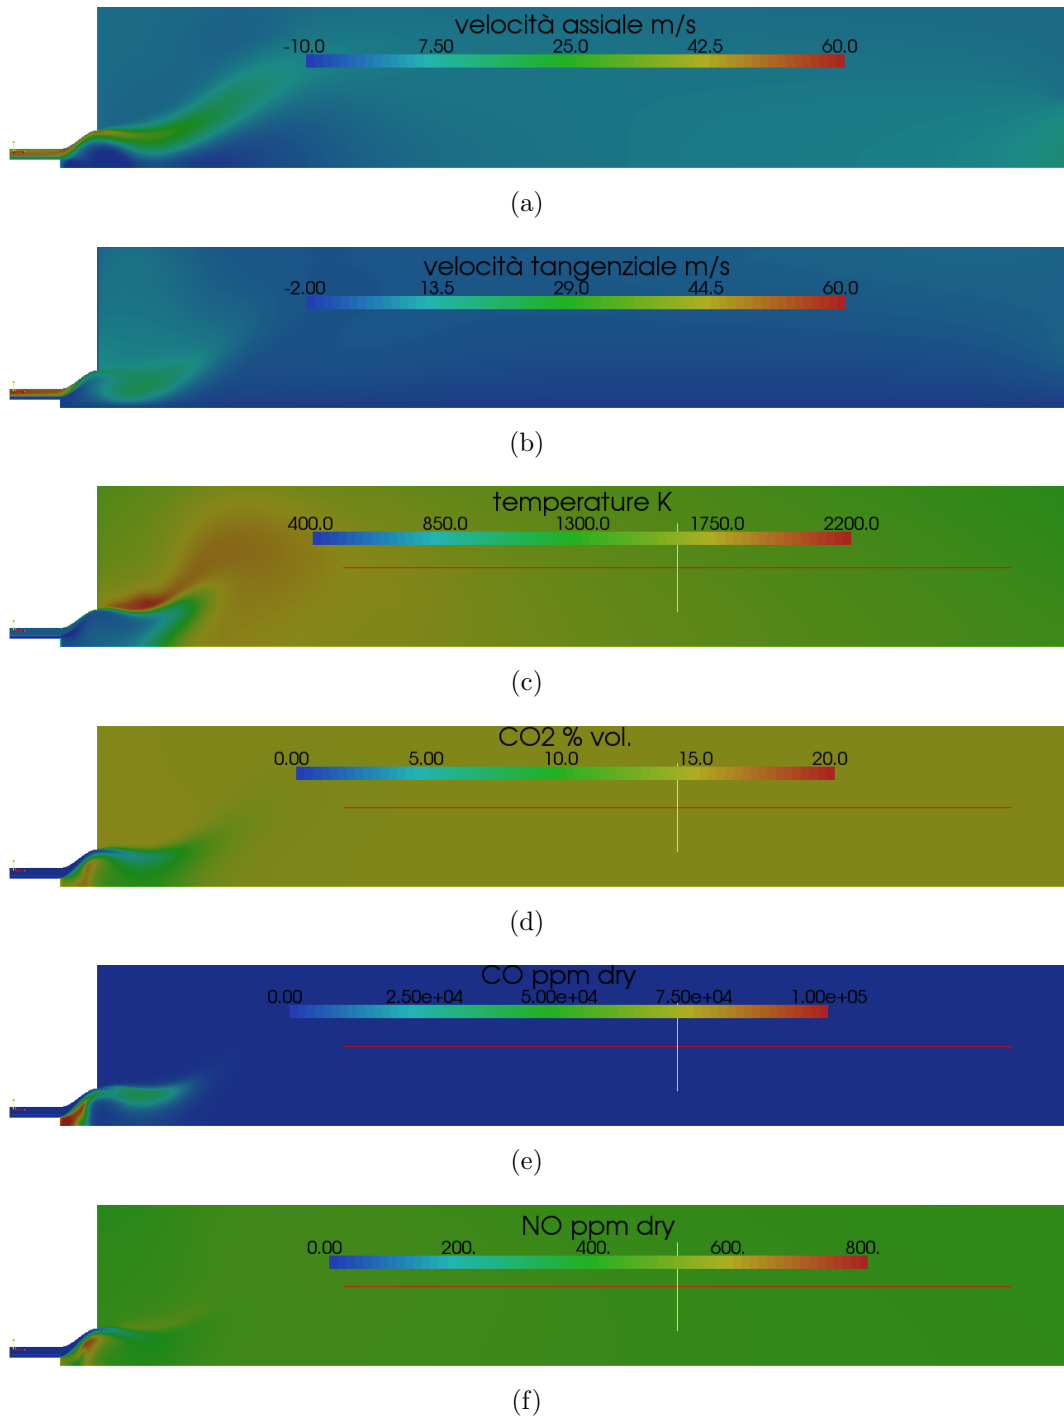 velocità assiale m/s
-10.0 7.50 25.0 42.5 60.0
(a)
velocità tangenziale m/s
-2.00 13.5 29.0 44.5 60.0
(b)
temperature K
400.0 850.0 1300.0 1750.0 2200.0
(c)
CO2 % vol.
0.00 5.00 10.0 15.0 20.0
(d)
CO ppm dry
0.00 2.50e+04 5.00e+04 7.50e+04 1.00e+05
(e)
NO ppm dry
0.00 200. 400. 600. 800.
(f)